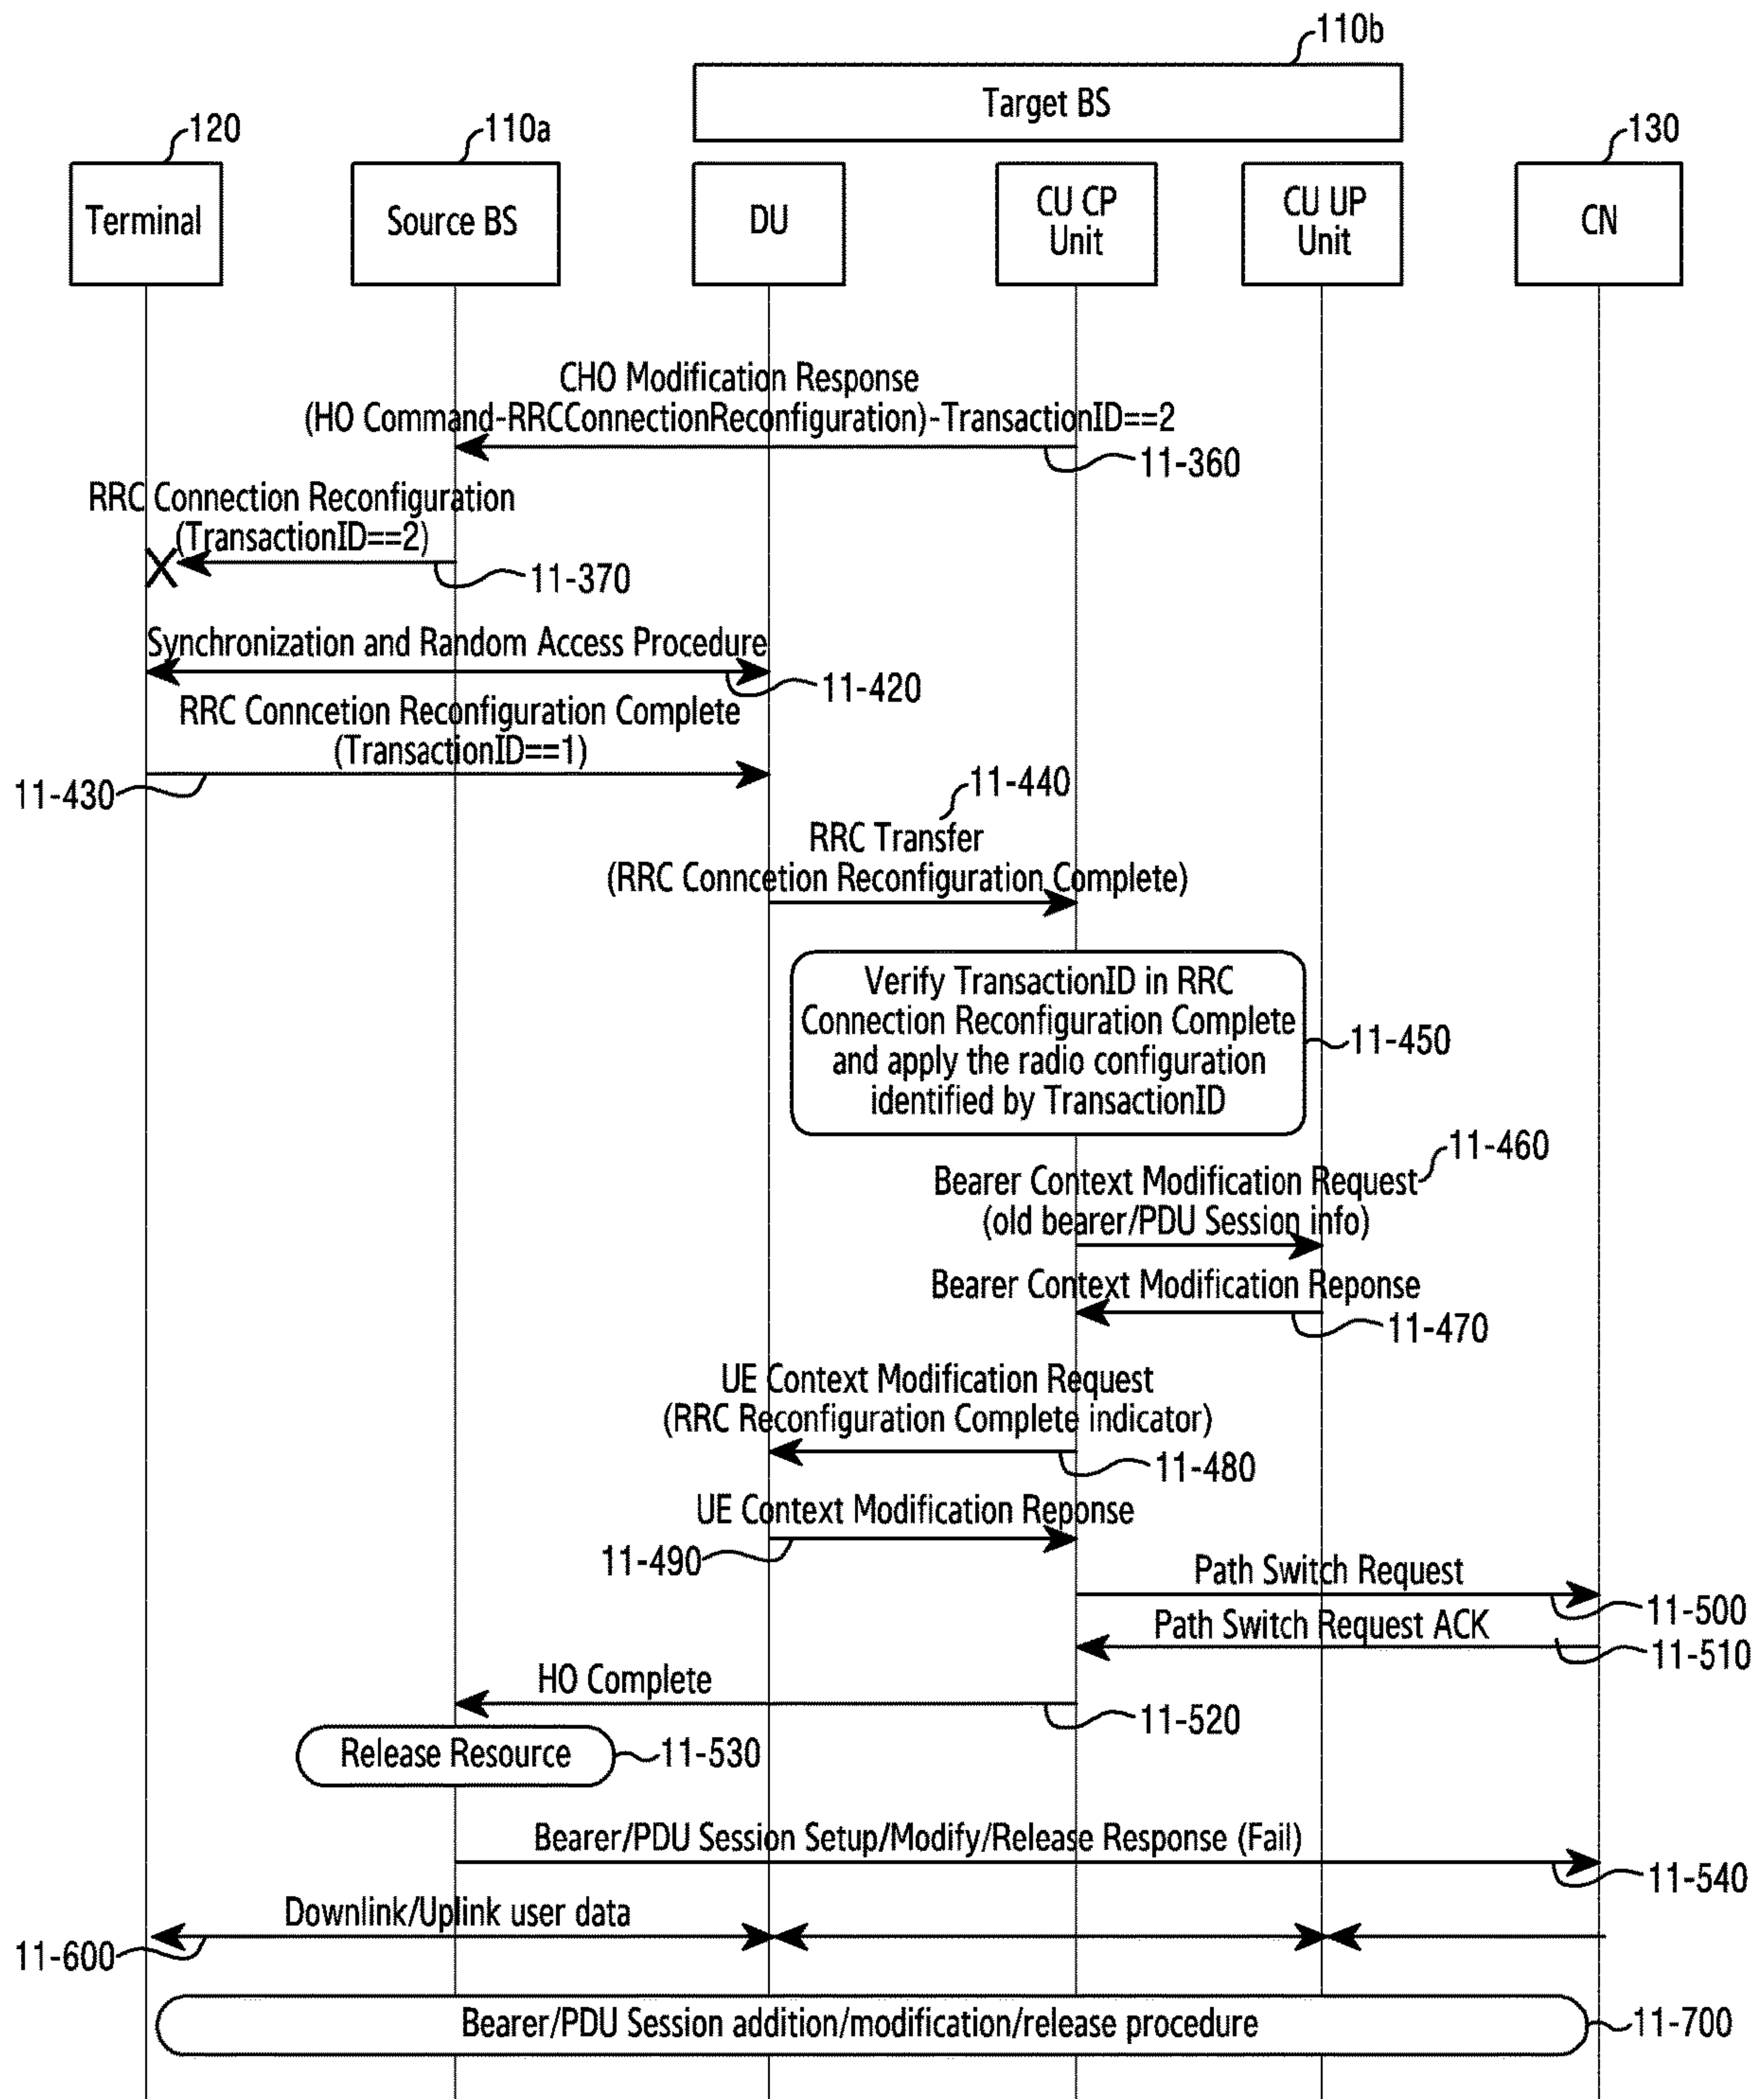 110b
Target BS
120
110a
130
Terminal
Source BS
DU
CU CP
Unit
CU UP
Unit
CN
CHO Modification Response
(HO Command-RRCConnectionReconfiguration)-TransactionID==2
11-360
RRC Connection Reconfiguration
(TransactionID==2)
X
11-370
Synchronization and Random Access Procedure
11-420
RRC Conncetion Reconfiguration Complete
(TransactionID==1)
11-430
11-440
RRC Transfer
(RRC Conncetion Reconfiguration Complete)
Verify TransactionID in RRC
Connection Reconfiguration Complete
and apply the radio configuration
identified by TransactionID
11-450
11-460
Bearer Context Modification Request
(old bearer/PDU Session info)
Bearer Context Modification Reponse
11-470
UE Context Modification Request
(RRC Reconfiguration Complete indicator)
11-480
UE Context Modification Reponse
11-490
Path Switch Request
11-500
Path Switch Request ACK
11-510
HO Complete
11-520
Release Resource
11-530
Bearer/PDU Session Setup/Modify/Release Response (Fail)
11-540
Downlink/Uplink user data
11-600
Bearer/PDU Session addition/modification/release procedure
11-700